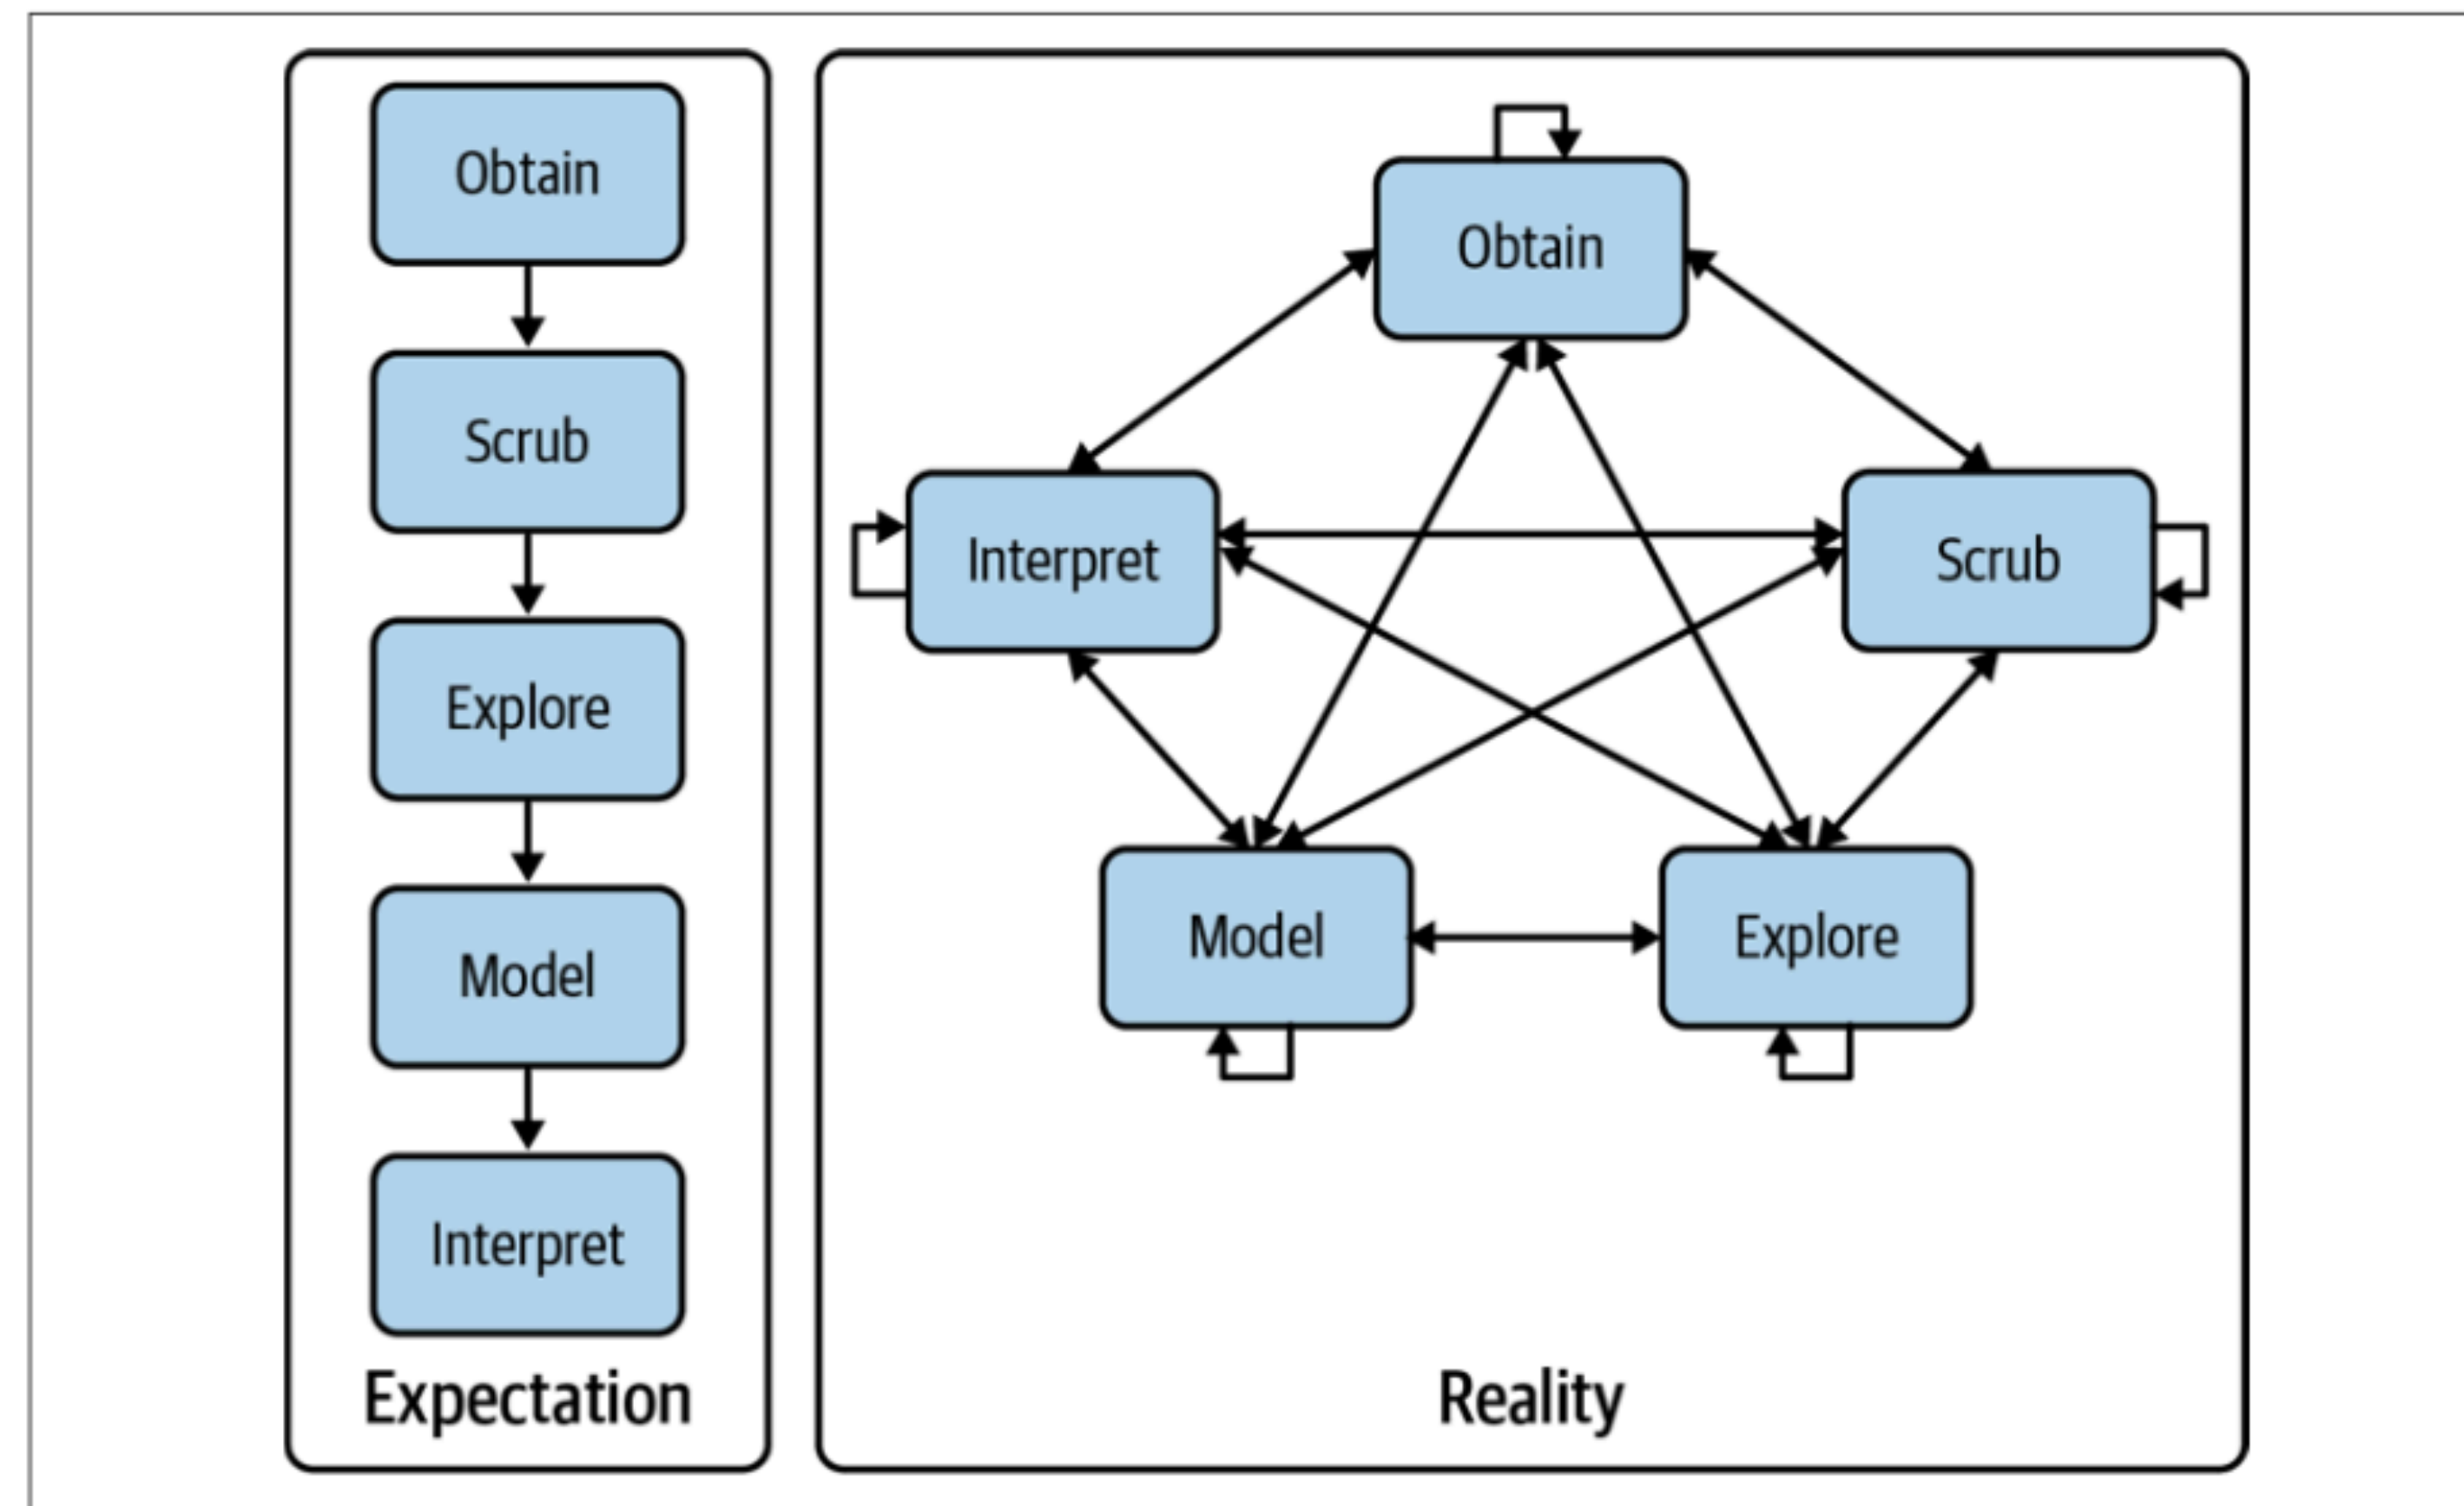 Obtain
Scrub
Explore
Model
Interpret
Expectation
Obtain
Interpret
Scrub
Model
Explore
Reality